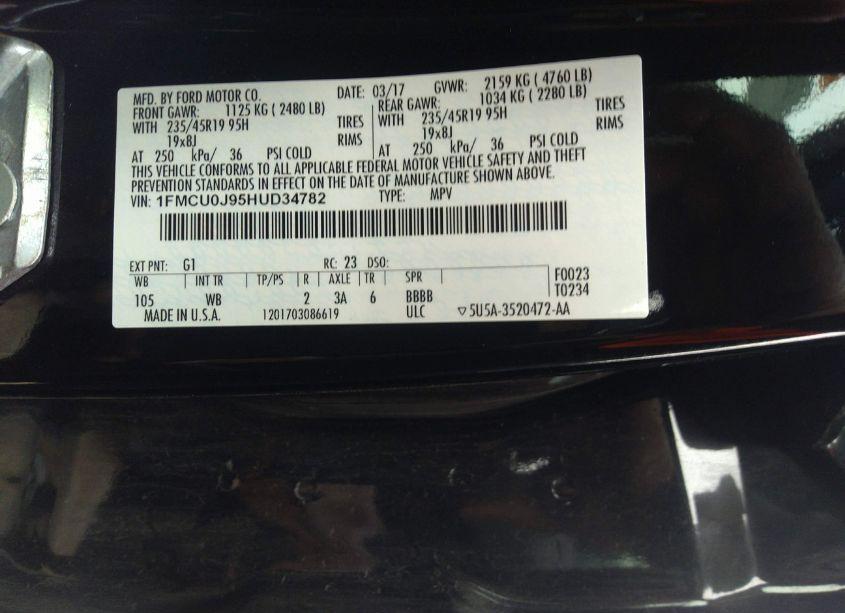 MFD. BY FORD MOTOR CO. DATE: 03/17 GVWR: 2159 KG ( 4760 LB)
FRONT GAWR: 1125 KG ( 2480 LB) REAR GAWR: 1034 KG ( 2280 LB)
WITH 235/45R19 95H TIRES WITH 235/45R19 95H TIRES
19x8J RIMS 19x8J RIMS
AT 250 kPa/ 36 PSI COLD AT 250 kPa/ 36 PSI COLD
THIS VEHICLE CONFORMS TO ALL APPLICABLE FEDERAL MOTOR VEHICLE SAFETY AND THEFT
PREVENTION STANDARDS IN EFFECT ON THE DATE OF MANUFACTURE SHOWN ABOVE.
VIN: 1FMCU0J95HUD34782 TYPE: MPV
EXT PNT: G1 RC: 23 DSO:
WB INT TR TP/PS R AXLE TR SPR F0023
105 WB 2 3A 6 BBBB T0234
MADE IN U.S.A. 1201703086619 ULC ▽5U5A-3520472-AA